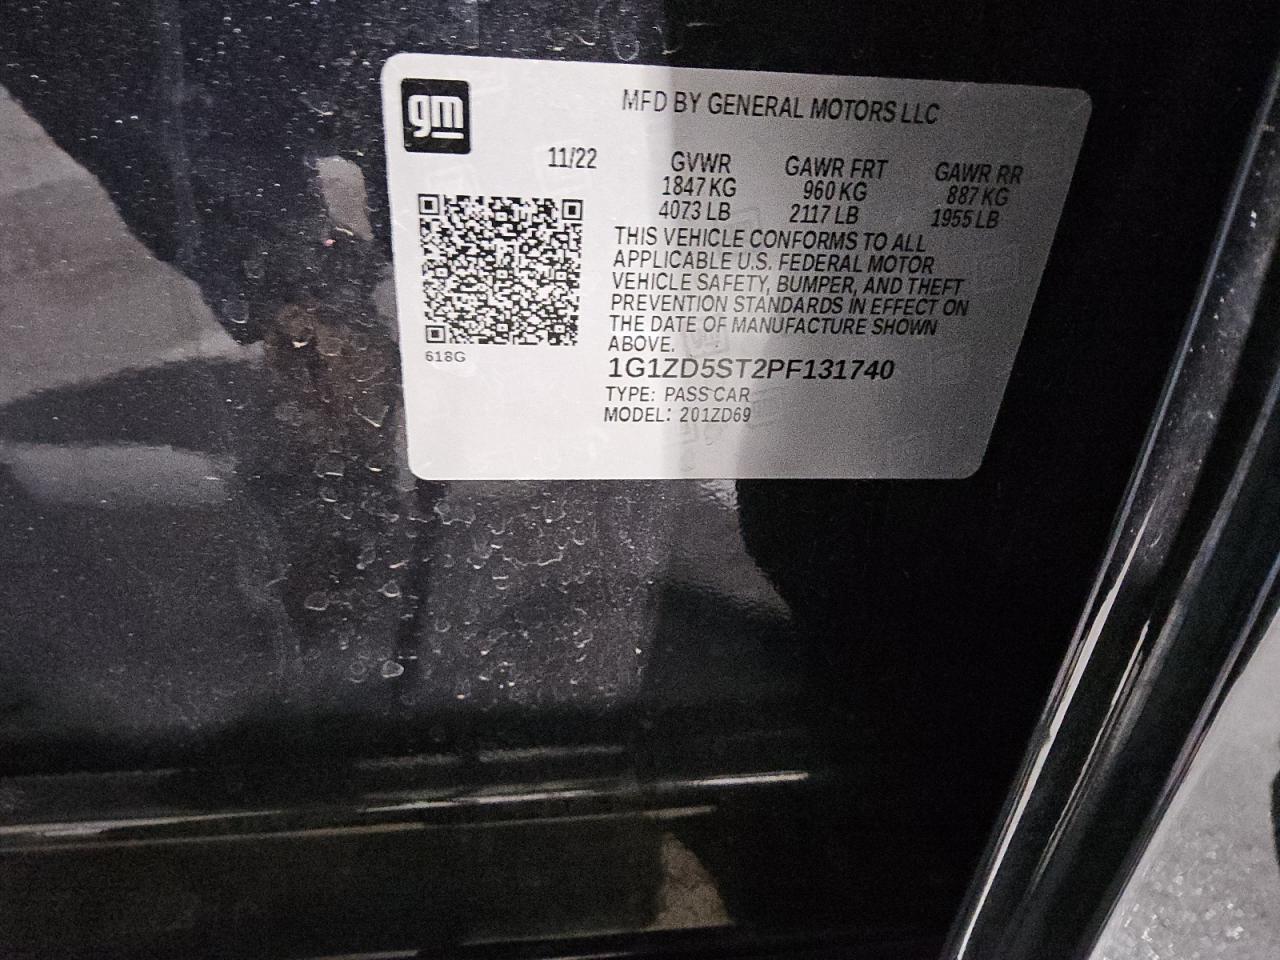 gm
MFD BY GENERAL MOTORS LLC
11/22 GVWR GAWR FRT GAWR RR
1847 KG 960 KG 887 KG
4073 LB 2117 LB 1955 LB
THIS VEHICLE CONFORMS TO ALL
APPLICABLE U.S. FEDERAL MOTOR
VEHICLE SAFETY, BUMPER, AND THEFT
PREVENTION STANDARDS IN EFFECT ON
THE DATE OF MANUFACTURE SHOWN
ABOVE.
618G
1G1ZD5ST2PF131740
TYPE: PASS CAR
MODEL: 201ZD69